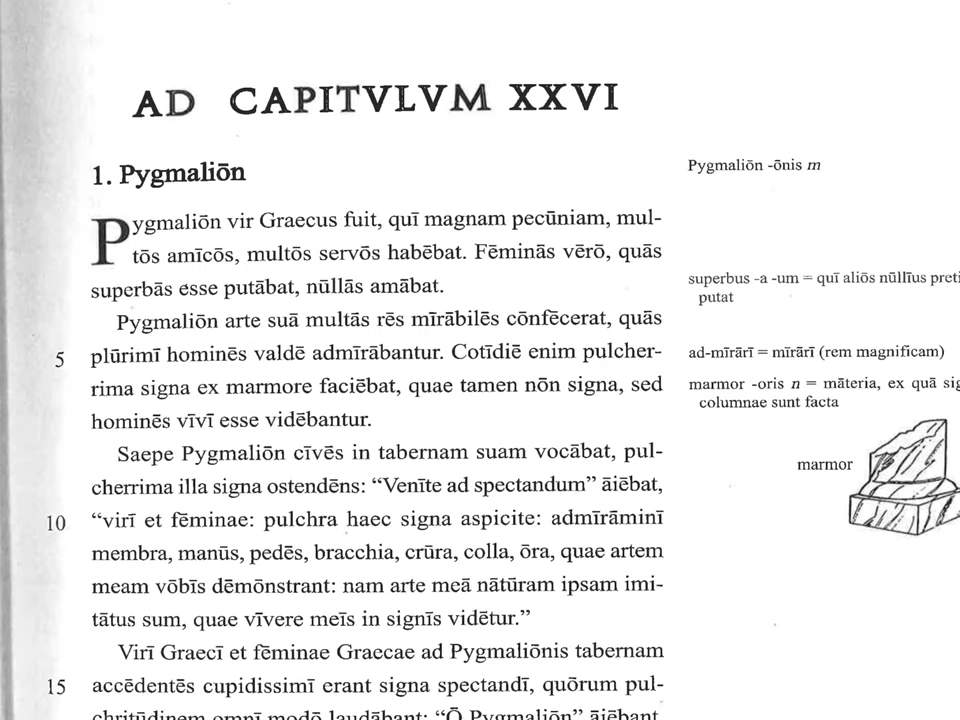 AD CAPITVLVM XXVI
1. Pygmaliōn
Pygmaliōn vir Graecus fuit, quī magnam pecūniam, mul-
tōs amīcōs, multōs servōs habēbat. Fēminās vērō, quās
superbās esse putābat, nūllās amābat.
Pygmaliōn arte suā multās rēs mīrābilēs cōnfēcerat, quās
5 plūrimī hominēs valdē admīrābantur. Cotīdiē enim pulcher-
rima signa ex marmore faciēbat, quae tamen nōn signa, sed
hominēs vīvī esse vidēbantur.
Saepe Pygmaliōn cīvēs in tabernam suam vocābat, pul-
cherrima illa signa ostendēns: “Venīte ad spectandum” āiēbat,
10 “virī et fēminae: pulchra haec signa aspicite: admīrāminī
membra, manūs, pedēs, bracchia, crūra, colla, ōra, quae artem
meam vōbīs dēmōnstrant: nam arte meā nātūram ipsam imi-
tātus sum, quae vīvere meīs in signīs vidētur.”
Virī Graecī et fēminae Graecae ad Pygmaliōnis tabernam
15 accēdentēs cupidissimī erant signa spectandī, quōrum pul-
chritūdinem omnī modō laudābant: “Ō Pygmaliōn” āiēbant,
Pygmaliōn -ōnis m
superbus -a -um = quī aliōs nūllīus preti
putat
ad-mīrārī = mīrārī (rem magnificam)
marmor -oris n = māteria, ex quā sig
columnae sunt facta
marmor